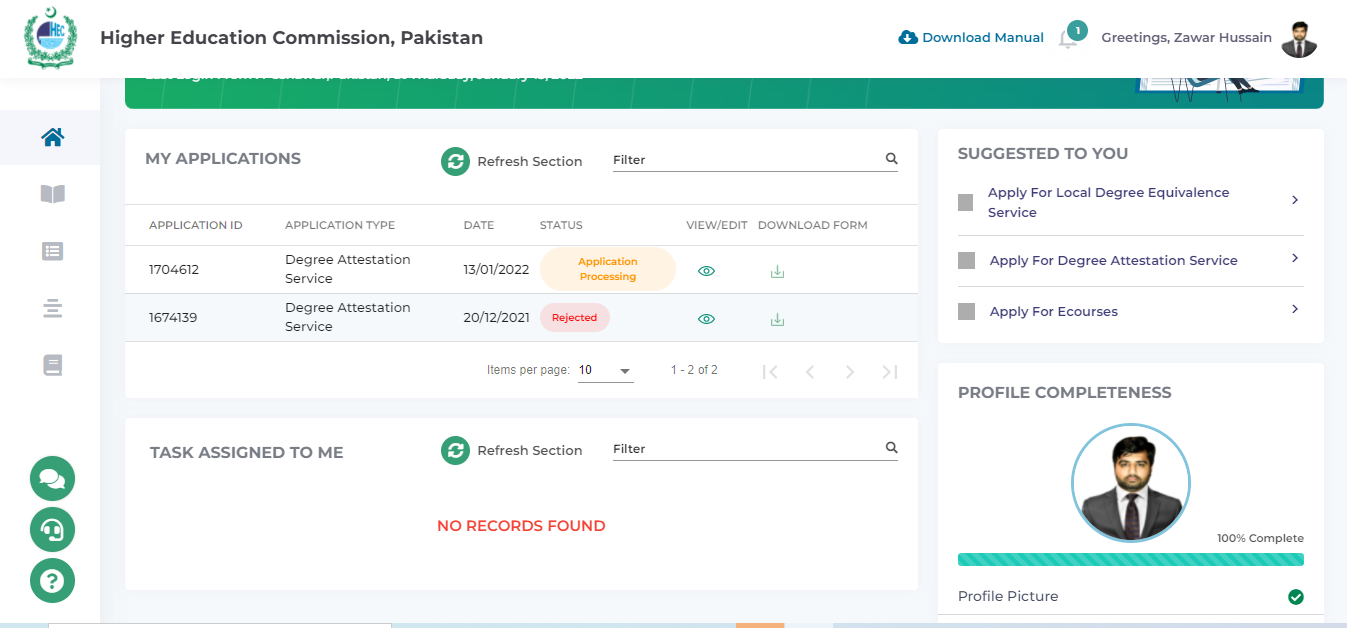 HEC
Higher Education Commission, Pakistan
Download Manual
1
Greetings, Zawar Hussain
MY APPLICATIONS
Refresh Section
Filter
APPLICATION ID APPLICATION TYPE DATE STATUS VIEW/EDIT DOWNLOAD FORM
1704612
Degree Attestation
Service
13/01/2022
Application
Processing
1674139
Degree Attestation
Service
20/12/2021
Rejected
Items per page: 10
1 - 2 of 2
TASK ASSIGNED TO ME
Refresh Section
Filter
NO RECORDS FOUND
SUGGESTED TO YOU
Apply For Local Degree Equivalence
Service
Apply For Degree Attestation Service
Apply For Ecourses
PROFILE COMPLETENESS
100% Complete
Profile Picture